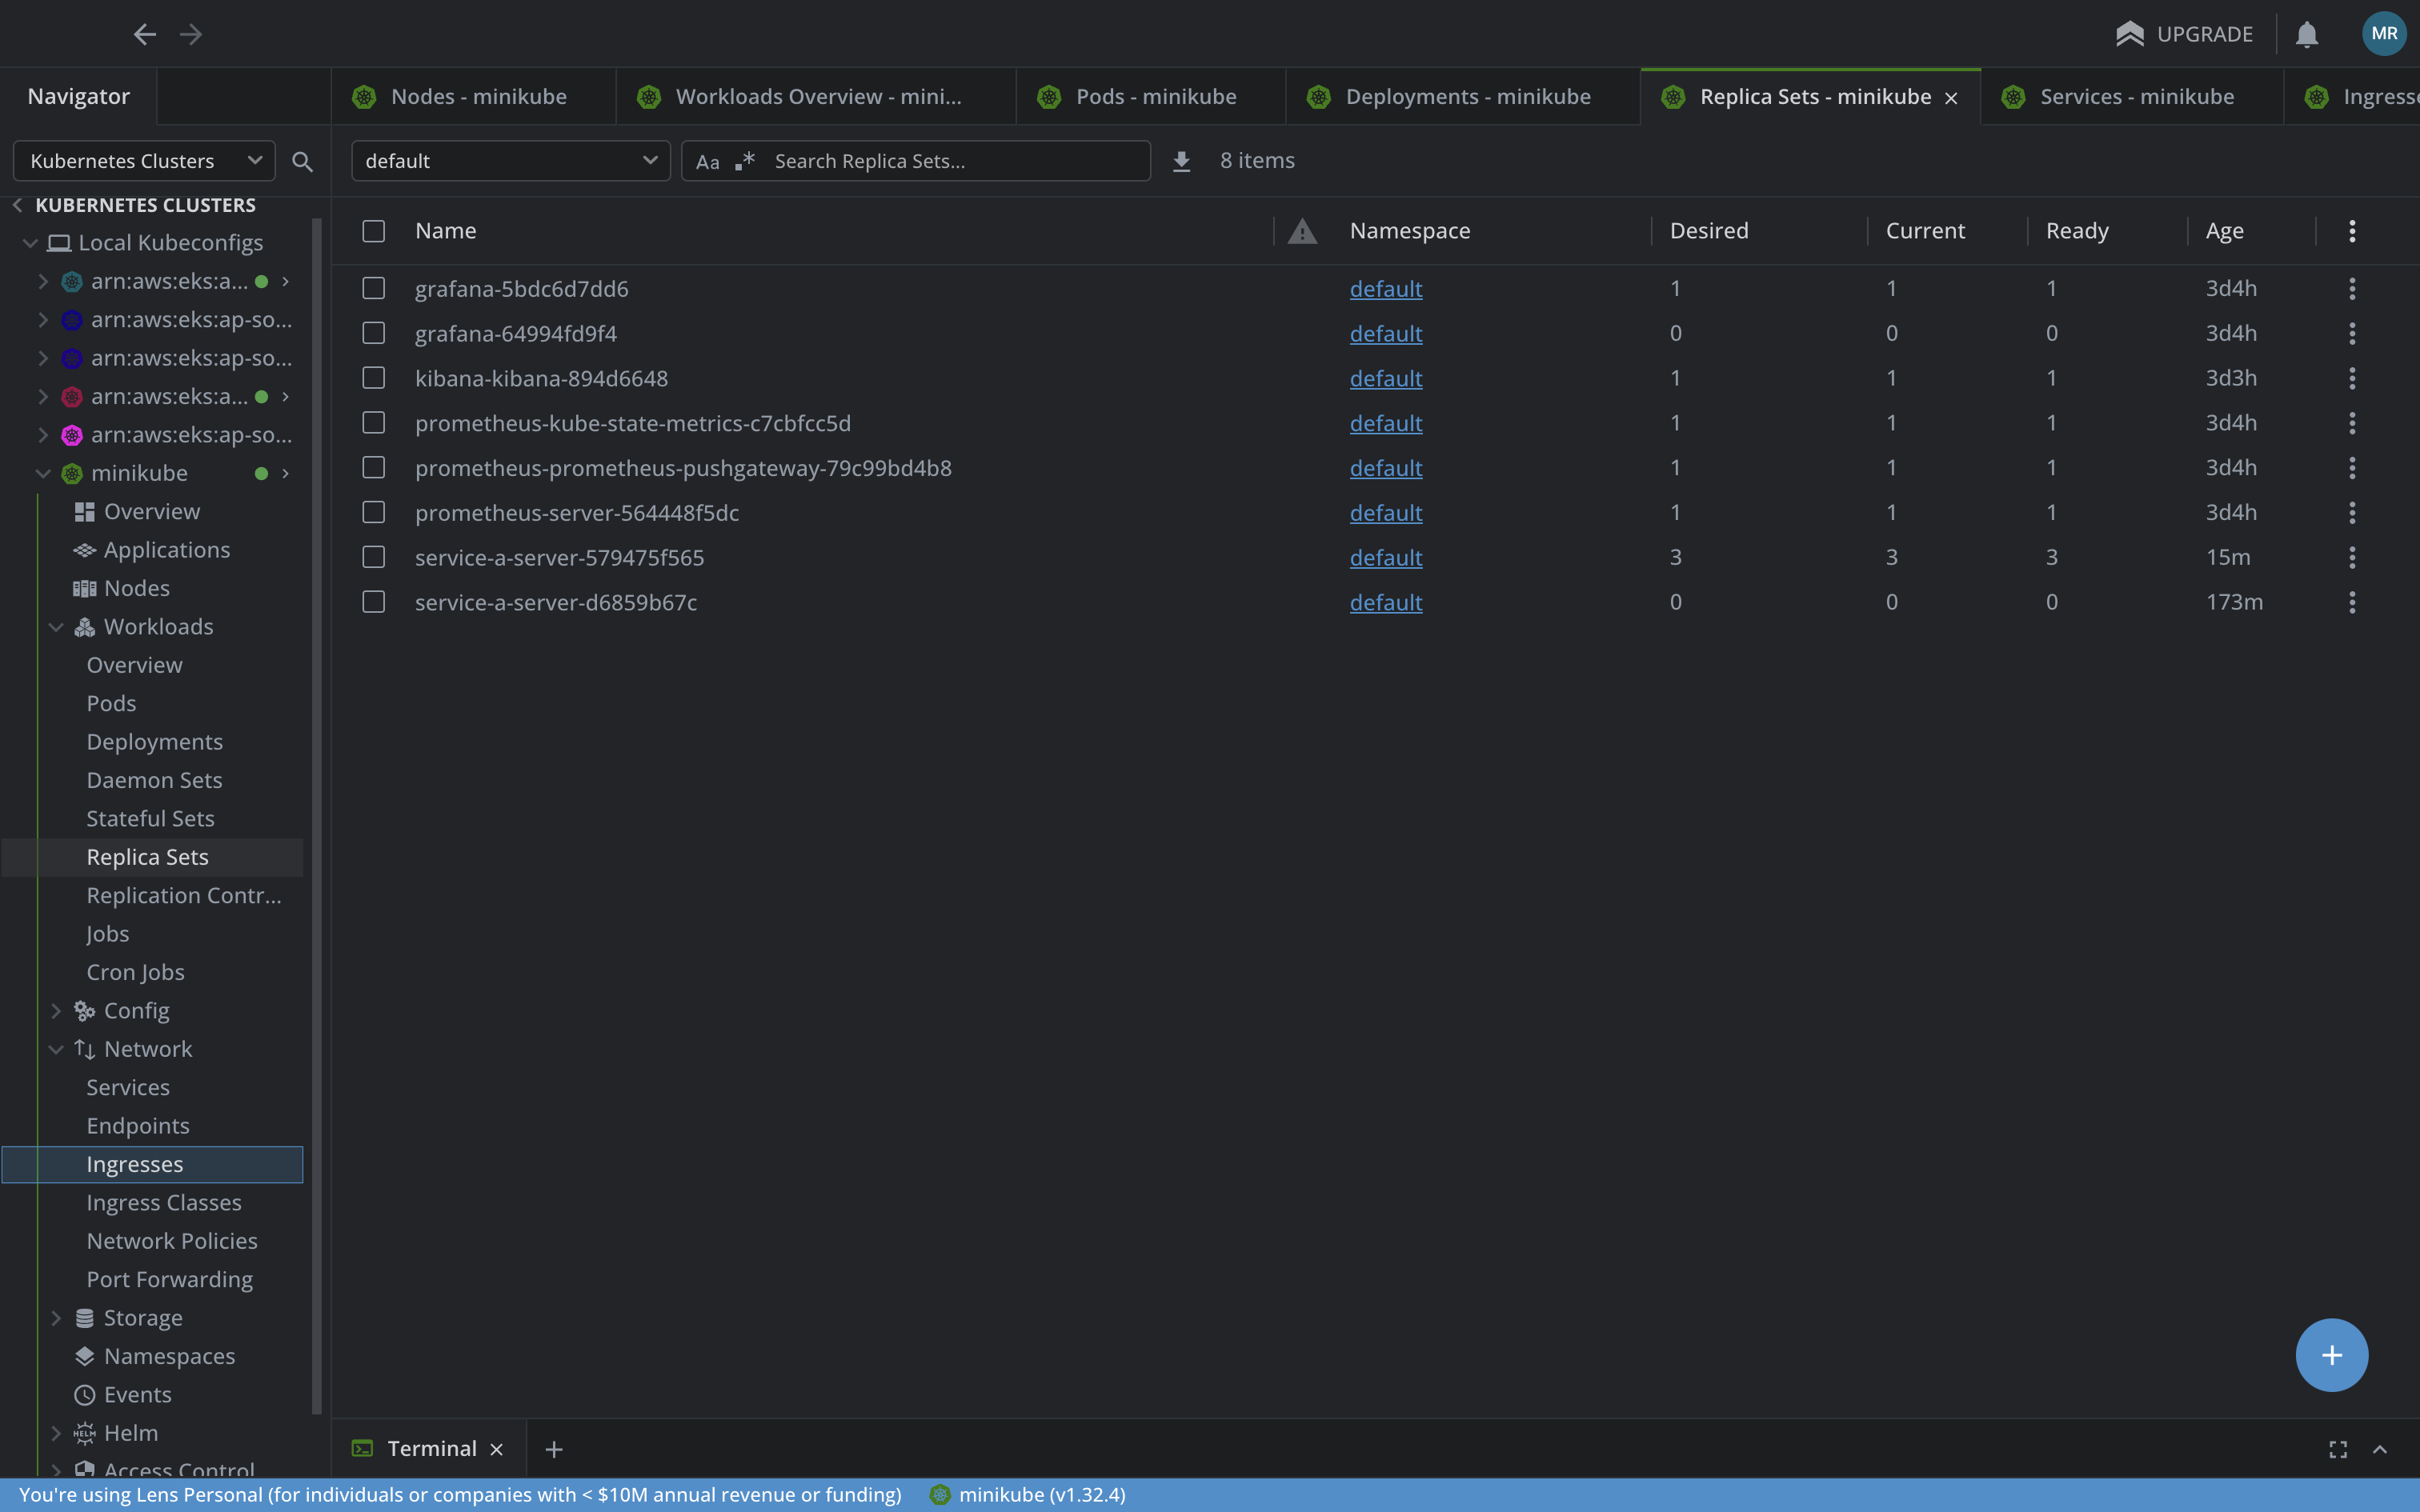 UPGRADE
MR
Navigator
Nodes - minikube
Workloads Overview - mini...
Pods - minikube
Deployments - minikube
Replica Sets - minikube
Services - minikube
Ingress
Kubernetes Clusters
default
Aa .* Search Replica Sets...
8 items
KUBERNETES CLUSTERS
Local Kubeconfigs
arn:aws:eks:a...
arn:aws:eks:ap-so...
arn:aws:eks:ap-so...
arn:aws:eks:a...
arn:aws:eks:ap-so...
minikube
Overview
Applications
Nodes
Workloads
Overview
Pods
Deployments
Daemon Sets
Stateful Sets
Replica Sets
Replication Contr...
Jobs
Cron Jobs
Config
Network
Services
Endpoints
Ingresses
Ingress Classes
Network Policies
Port Forwarding
Storage
Namespaces
Events
HELM Helm
Access Control
Name Namespace Desired Current Ready Age
grafana-5bdc6d7dd6 default 1 1 1 3d4h
grafana-64994fd9f4 default 0 0 0 3d4h
kibana-kibana-894d6648 default 1 1 1 3d3h
prometheus-kube-state-metrics-c7cbfcc5d default 1 1 1 3d4h
prometheus-prometheus-pushgateway-79c99bd4b8 default 1 1 1 3d4h
prometheus-server-564448f5dc default 1 1 1 3d4h
service-a-server-579475f565 default 3 3 3 15m
service-a-server-d6859b67c default 0 0 0 173m
Terminal
You're using Lens Personal (for individuals or companies with < $10M annual revenue or funding)
minikube (v1.32.4)